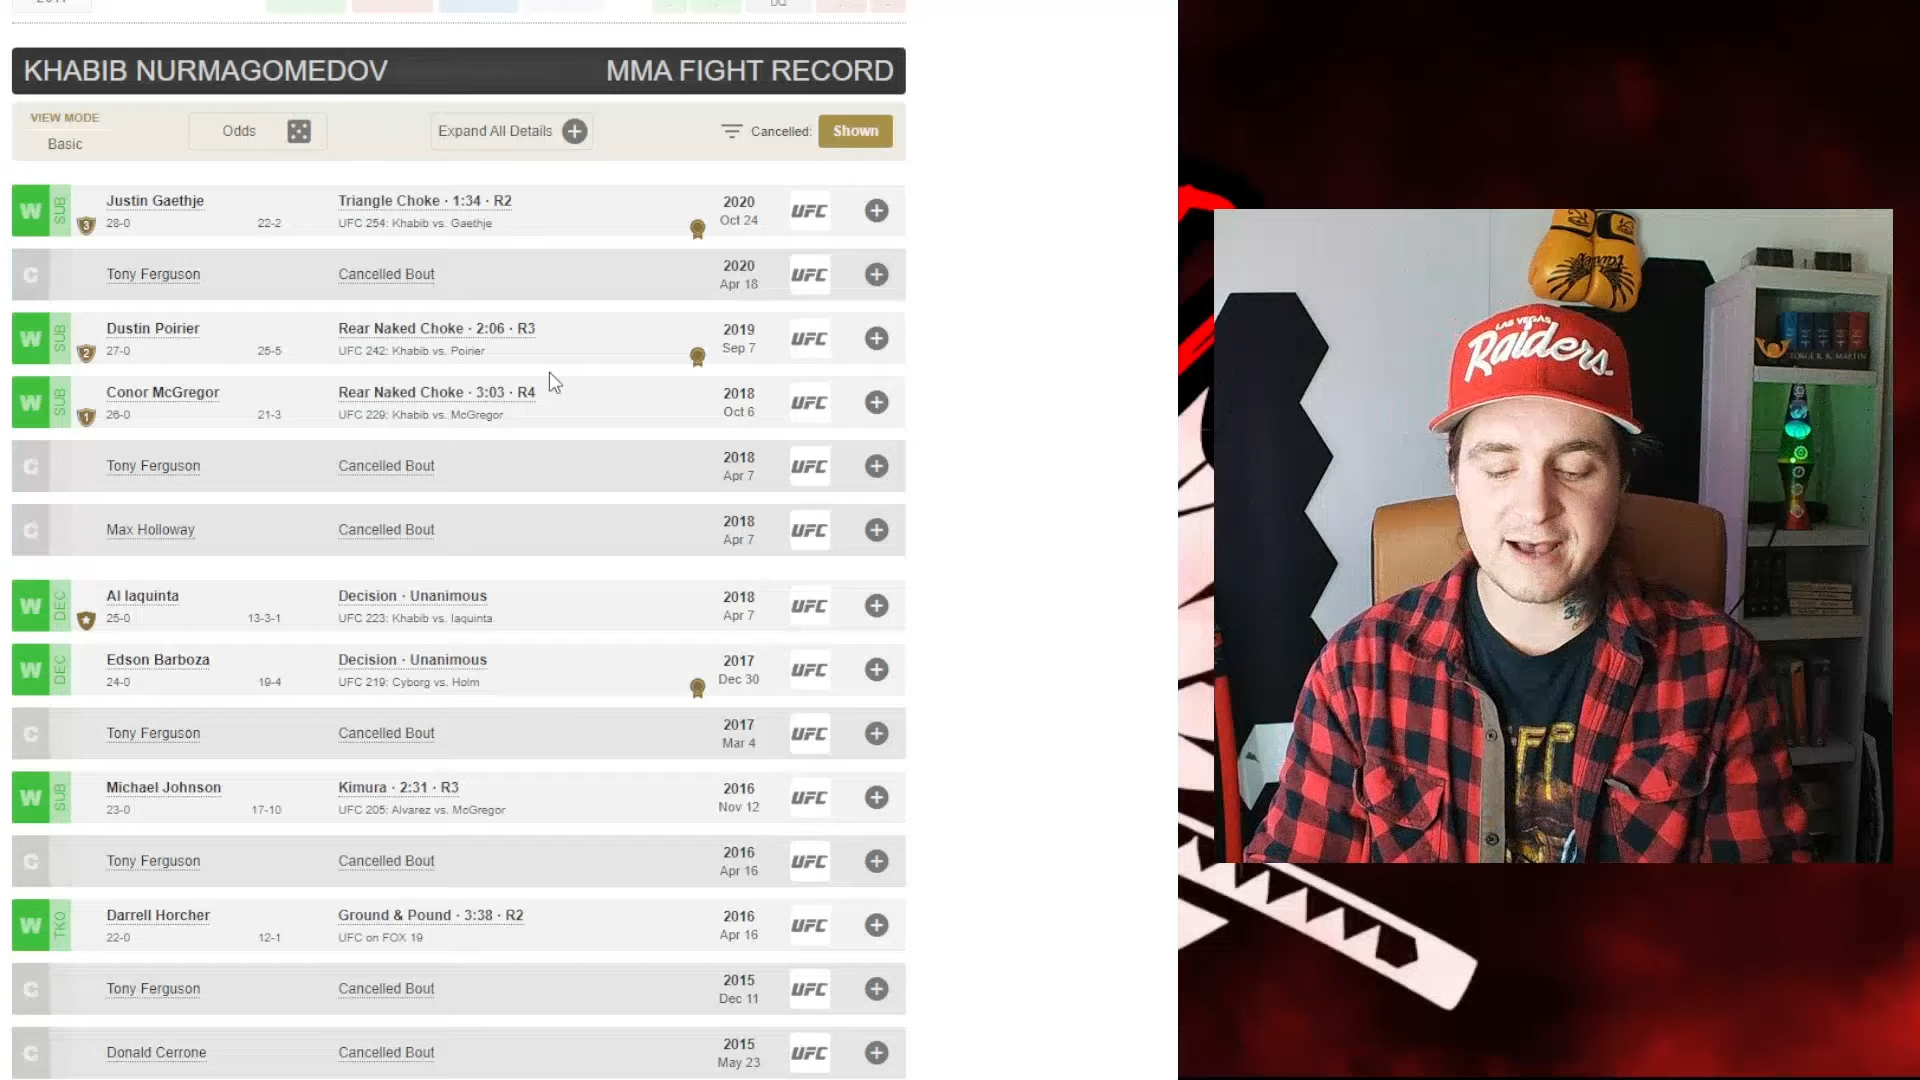 KHABIB NURMAGOMEDOV MMA FIGHT RECORD
VIEW MODE
Basic
Odds
Expand All Details
Cancelled: Shown
W SUB Justin Gaethje Triangle Choke · 1:34 · R2 2020 UFC
3 28-0 22-2 UFC 254: Khabib vs. Gaethje Oct 24
C Tony Ferguson Cancelled Bout 2020 UFC
Apr 18
W SUB Dustin Poirier Rear Naked Choke · 2:06 · R3 2019 UFC
2 27-0 25-5 UFC 242: Khabib vs. Poirier Sep 7
W SUB Conor McGregor Rear Naked Choke · 3:03 · R4 2018 UFC
1 26-0 21-3 UFC 229: Khabib vs. McGregor Oct 6
C Tony Ferguson Cancelled Bout 2018 UFC
Apr 7
C Max Holloway Cancelled Bout 2018 UFC
Apr 7
W DEC Al Iaquinta Decision · Unanimous 2018 UFC
25-0 13-3-1 UFC 223: Khabib vs. Iaquinta Apr 7
W DEC Edson Barboza Decision · Unanimous 2017 UFC
24-0 19-4 UFC 219: Cyborg vs. Holm Dec 30
C Tony Ferguson Cancelled Bout 2017 UFC
Mar 4
W SUB Michael Johnson Kimura · 2:31 · R3 2016 UFC
23-0 17-10 UFC 205: Alvarez vs. McGregor Nov 12
C Tony Ferguson Cancelled Bout 2016 UFC
Apr 16
W TKO Darrell Horcher Ground & Pound · 3:38 · R2 2016 UFC
22-0 12-1 UFC on FOX 19 Apr 16
C Tony Ferguson Cancelled Bout 2015 UFC
Dec 11
C Donald Cerrone Cancelled Bout 2015 UFC
May 23
LAS VEGAS
Raiders
GEORGE R. R. MARTIN